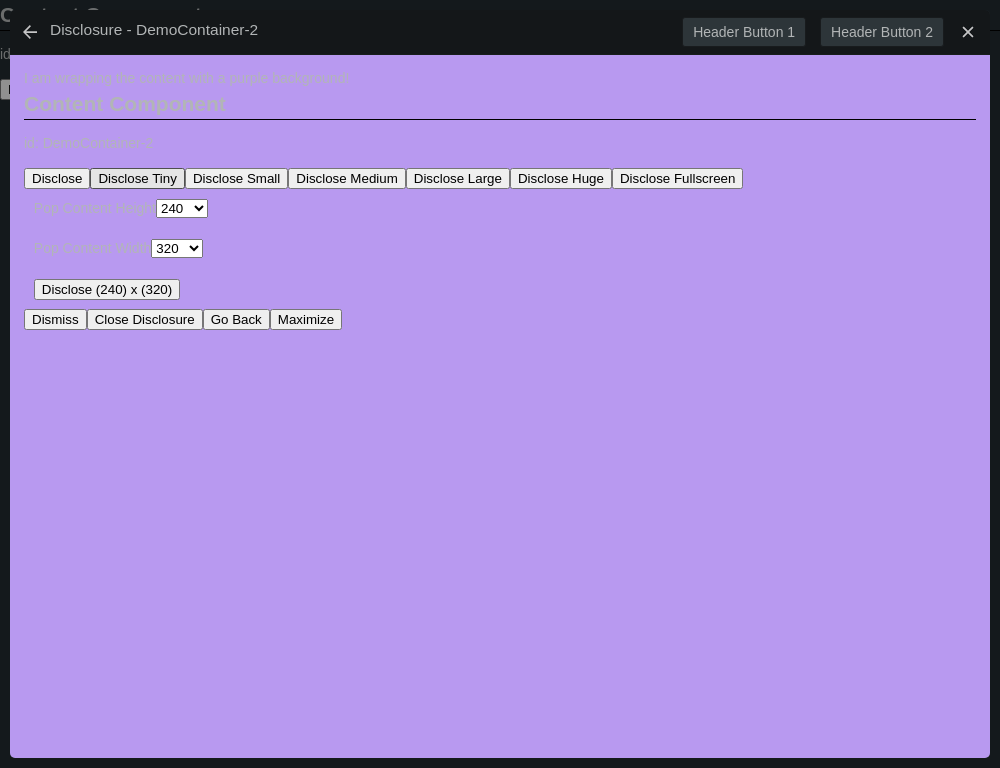 Disclosure - DemoContainer-2
Header Button 1
Header Button 2
id
I am wrapping the content with a purple background!
Content Component
id: DemoContainer-2
Disclose Disclose Tiny Disclose Small Disclose Medium Disclose Large Disclose Huge Disclose Fullscreen
Pop Content Height 240
Pop Content Width 320
Disclose (240) x (320)
Dismiss Close Disclosure Go Back Maximize